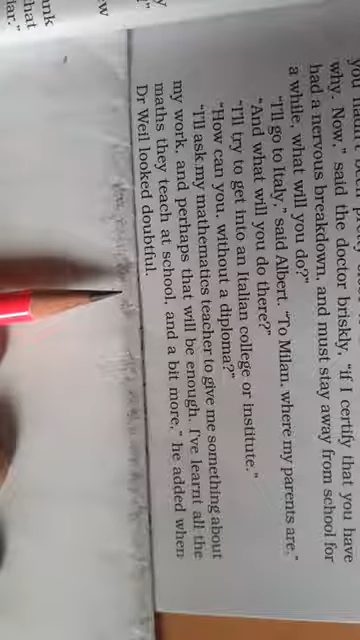 why. Now," said the doctor briskly, "if I certify that you have
had a nervous breakdown, and must stay away from school for
a while, what will you do?"
"I'll go to Italy," said Albert. "To Milan, where my parents are."
"And what will you do there?"
"I'll try to get into an Italian college or institute."
"How can you, without a diploma?"
"I'll ask my mathematics teacher to give me something about
my work, and perhaps that will be enough. I've learnt all the
maths they teach at school, and a bit more," he added when
Dr Weil looked doubtful.